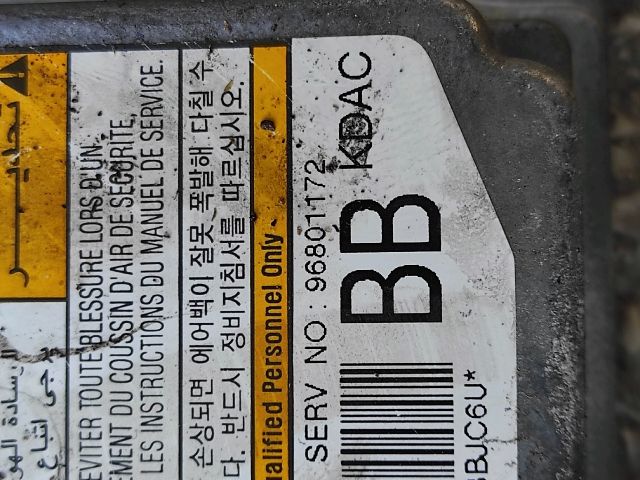 تحذير
EVITER TOUTE BLESSURE LORS D'UN
EMENT DU COUSSIN D'AIR DE SECURITE,
LES INSTRUCTIONS DU MANUEL DE SERVICE.
손상되면 에어백이 잘못 폭발해 다칠 수
다. 반드시 정비지침서를 따르십시오.
ualified Personnel Only
SERV NO : 96801172
BB KDAC
BBJC6U*